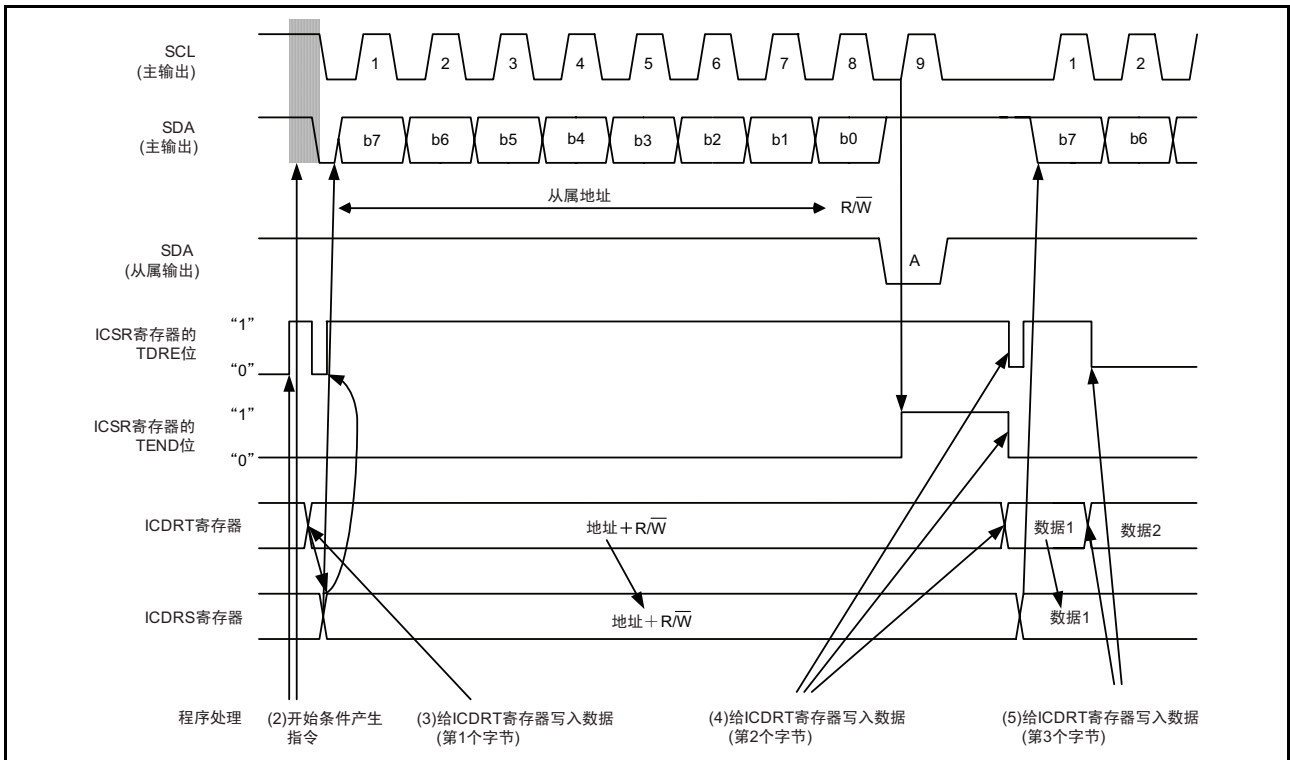 SCL
(主输出)
1 2 3 4 5 6 7 8 9 1 2
SDA
(主输出)
b7 b6 b5 b4 b3 b2 b1 b0 b7 b6
从属地址
R/W̅
SDA
(从属输出)
A
ICSR寄存器的
TDRE位
“1”
“0”
ICSR寄存器的
TEND位
“1”
“0”
ICDRT寄存器
地址＋R/W̅
数据1
数据2
ICDRS寄存器
地址＋R/W̅
数据1
程序处理
(2)开始条件产生
指令
(3)给ICDRT寄存器写入数据
(第1个字节)
(4)给ICDRT寄存器写入数据
(第2个字节)
(5)给ICDRT寄存器写入数据
(第3个字节)